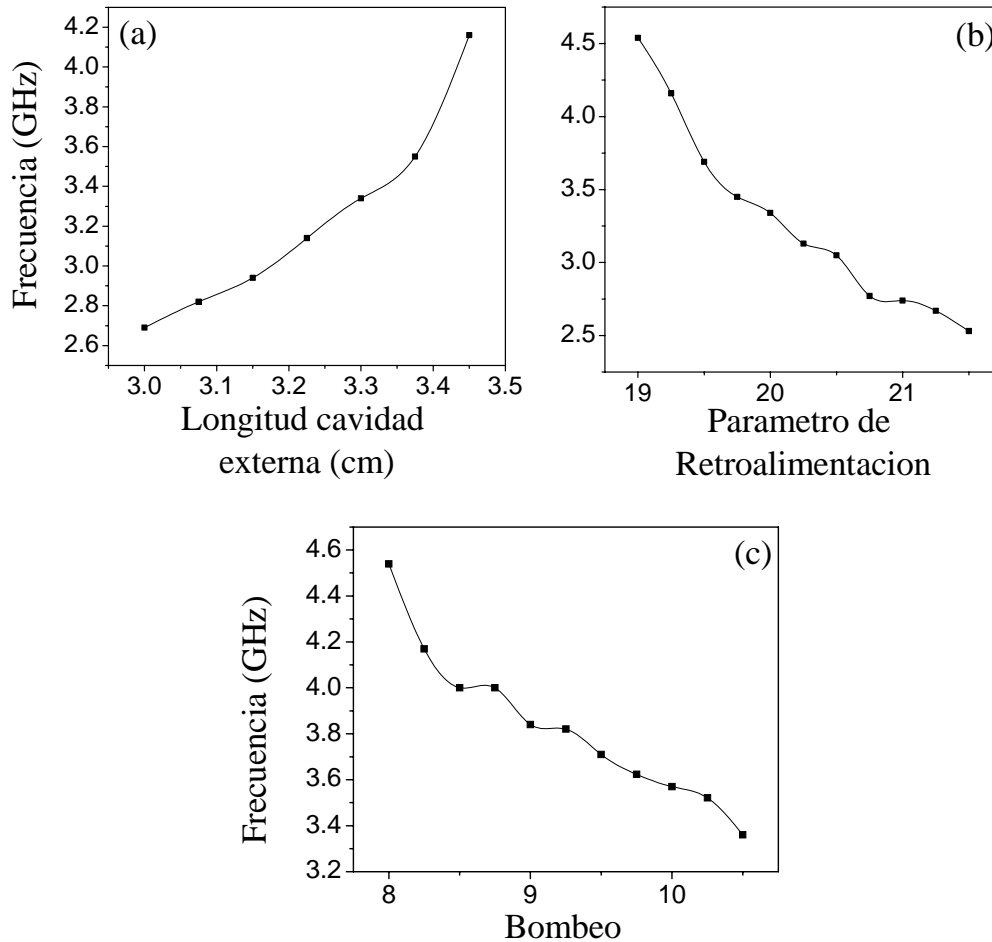 (a)
Frecuencia (GHz)
4.2
4.0
3.8
3.6
3.4
3.2
3.0
2.8
2.6
3.0 3.1 3.2 3.3 3.4 3.5
Longitud cavidad
externa (cm)
(b)
4.5
4.0
3.5
3.0
2.5
19 20 21
Parametro de
Retroalimentacion
(c)
Frecuencia (GHz)
4.6
4.4
4.2
4.0
3.8
3.6
3.4
3.2
8 9 10
Bombeo